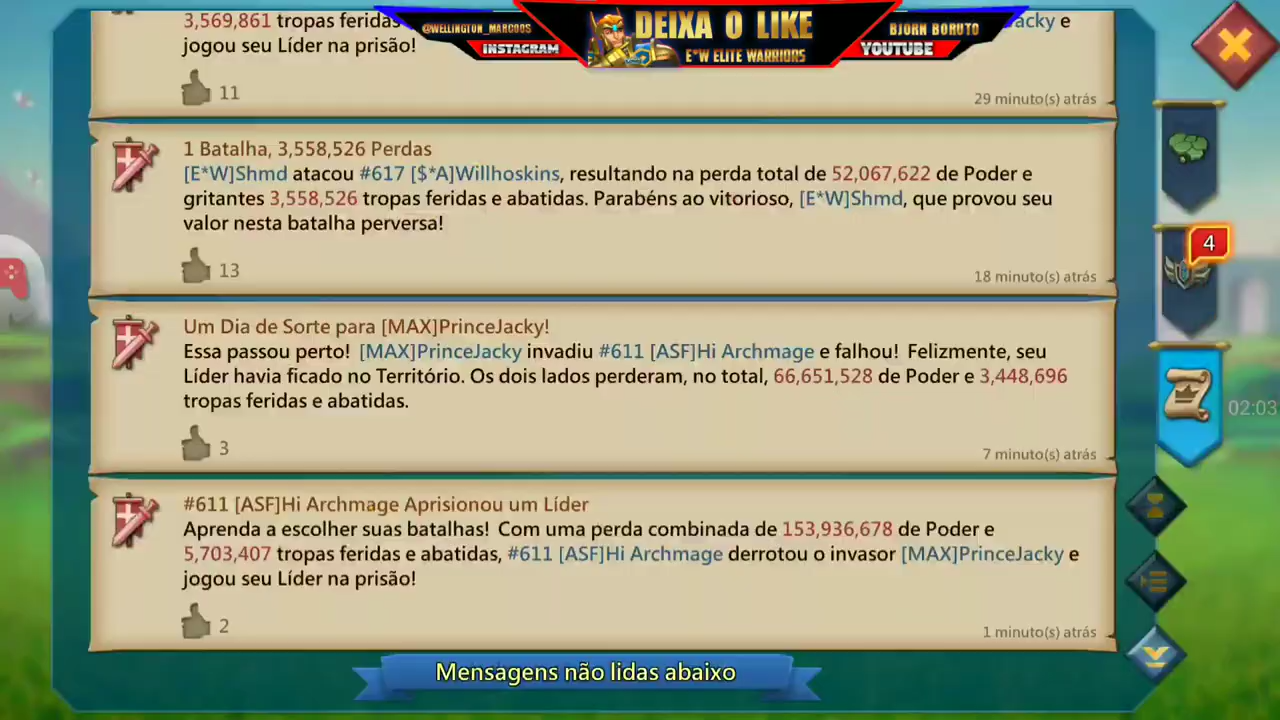 3,569,861 tropas feridas
Jacky e
jogou seu Líder na prisão!
@WELLINGTON_MARCOOS
INSTAGRAM
DEIXA O LIKE
E*W ELITE WARRIORS
BJORN BORUTO
YOUTUBE
11
29 minuto(s) atrás
1 Batalha, 3,558,526 Perdas
[E*W]Shmd atacou #617 [$*A]Willhoskins, resultando na perda total de 52,067,622 de Poder e
gritantes 3,558,526 tropas feridas e abatidas. Parabéns ao vitorioso, [E*W]Shmd, que provou seu
valor nesta batalha perversa!
13
18 minuto(s) atrás
4
Um Dia de Sorte para [MAX]PrinceJacky!
Essa passou perto! [MAX]PrinceJacky invadiu #611 [ASF]Hi Archmage e falhou! Felizmente, seu
Líder havia ficado no Território. Os dois lados perderam, no total, 66,651,528 de Poder e 3,448,696
tropas feridas e abatidas.
3
7 minuto(s) atrás
02:03
#611 [ASF]Hi Archmage Aprisionou um Líder
Aprenda a escolher suas batalhas! Com uma perda combinada de 153,936,678 de Poder e
5,703,407 tropas feridas e abatidas, #611 [ASF]Hi Archmage derrotou o invasor [MAX]PrinceJacky e
jogou seu Líder na prisão!
2
1 minuto(s) atrás
Mensagens não lidas abaixo